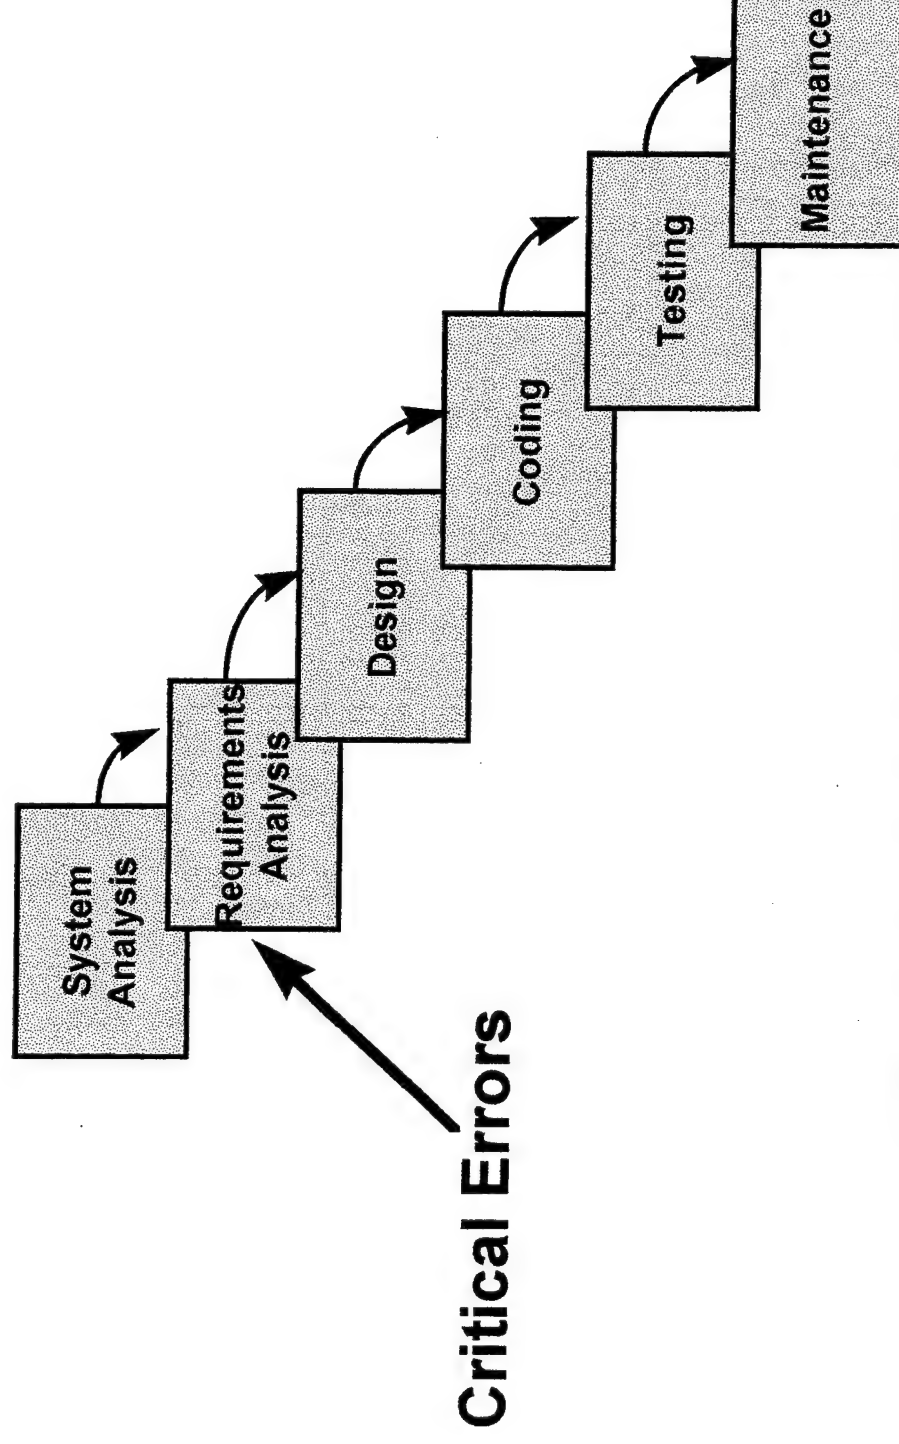 System
Analysis
Requirements
Analysis
Design
Coding
Testing
Maintenance
Critical Errors